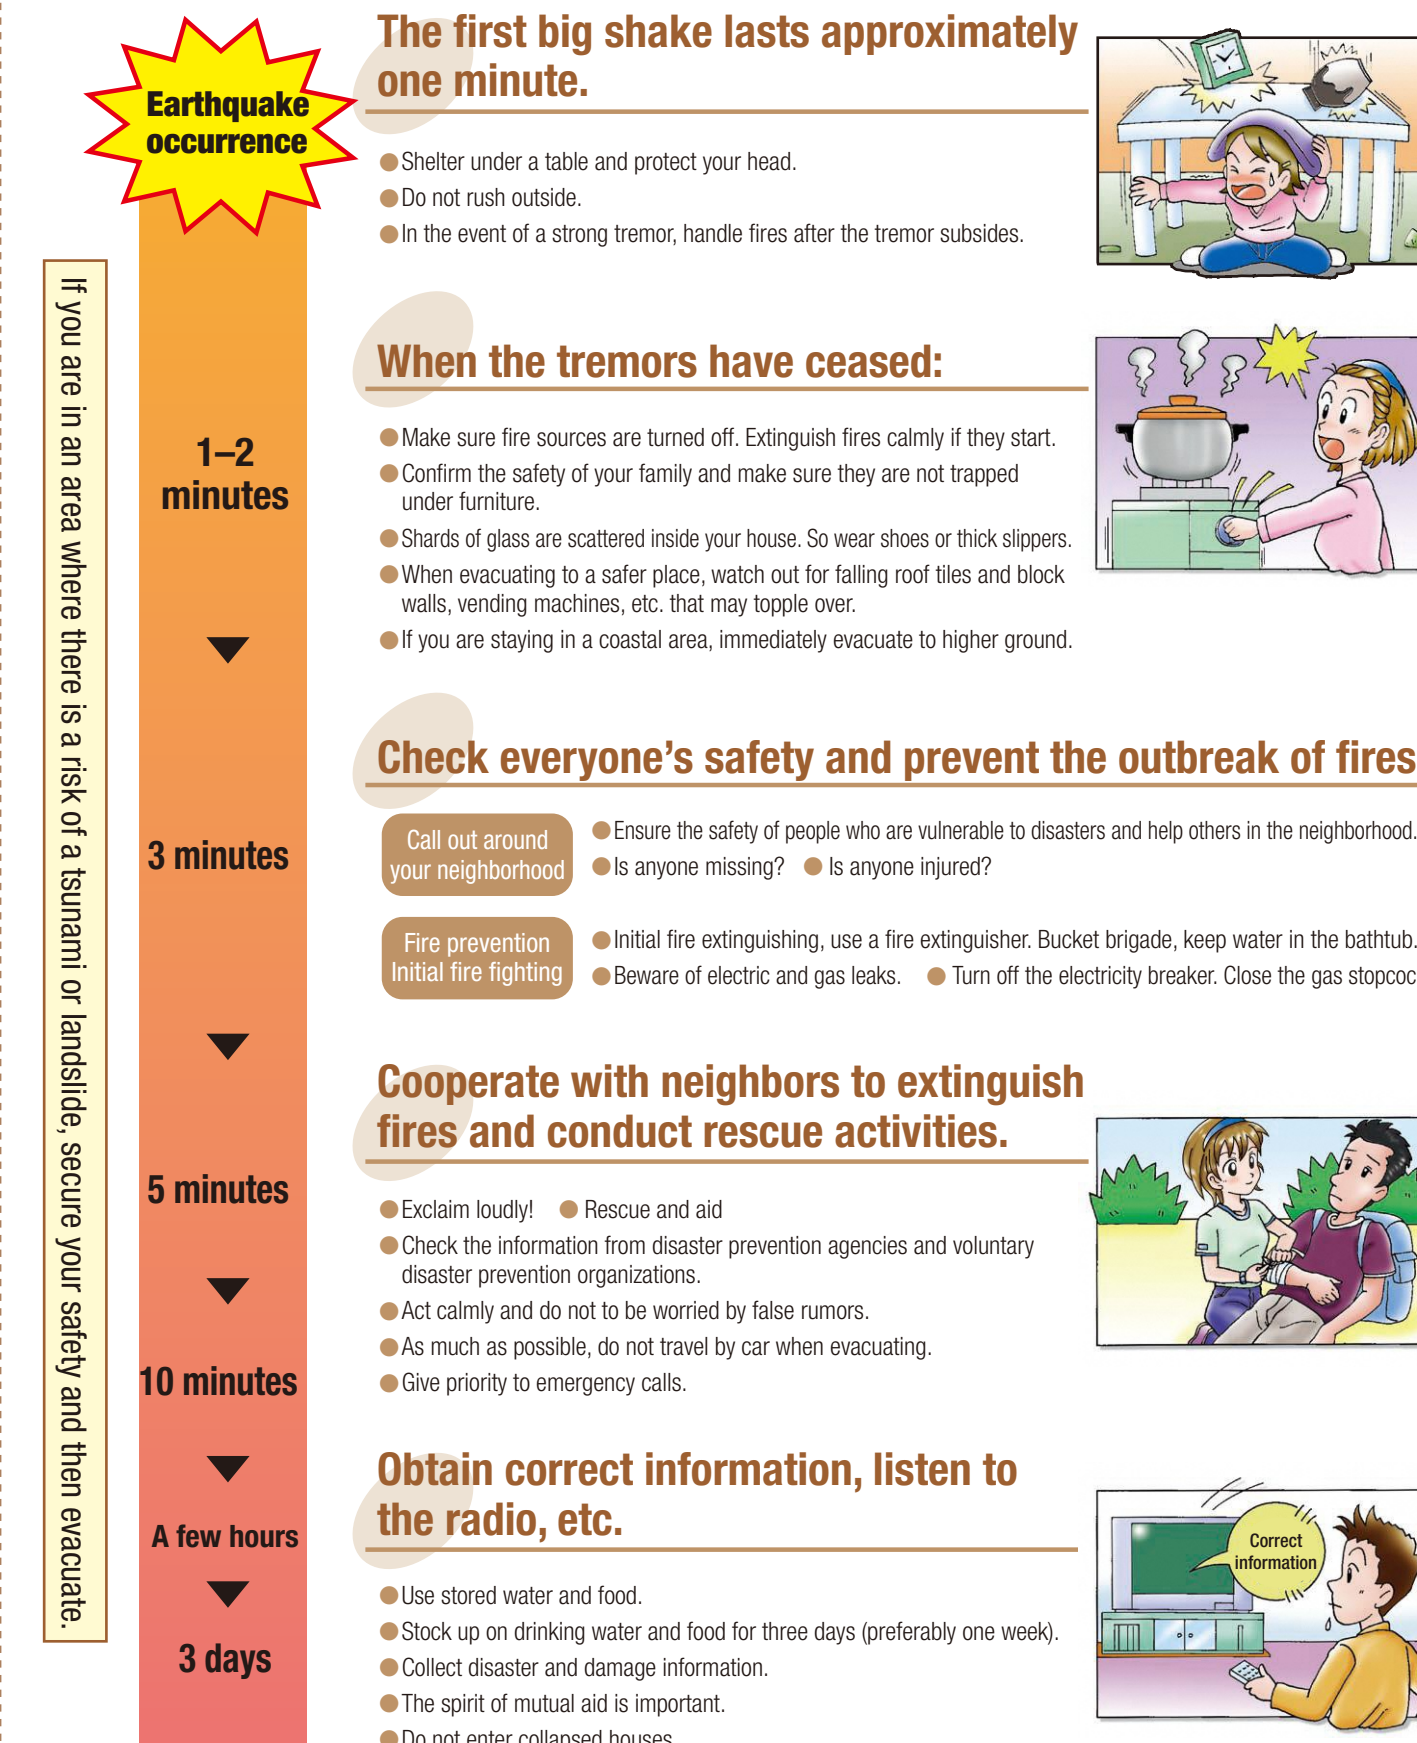 The first big shake lasts approximately
one minute.
Earthquake
occurrence
● Shelter under a table and protect your head.
● Do not rush outside.
● In the event of a strong tremor, handle fires after the tremor subsides.
If you are in an area where there is a risk of a tsunami or landslide, secure your safety and then evacuate.
When the tremors have ceased:
1–2
minutes
● Make sure fire sources are turned off. Extinguish fires calmly if they start.
● Confirm the safety of your family and make sure they are not trapped
under furniture.
● Shards of glass are scattered inside your house. So wear shoes or thick slippers.
● When evacuating to a safer place, watch out for falling roof tiles and block
walls, vending machines, etc. that may topple over.
● If you are staying in a coastal area, immediately evacuate to higher ground.
Check everyone's safety and prevent the outbreak of fires
3 minutes
Call out around
your neighborhood
● Ensure the safety of people who are vulnerable to disasters and help others in the neighborhood.
● Is anyone missing? ● Is anyone injured?
Fire prevention
Initial fire fighting
● Initial fire extinguishing, use a fire extinguisher. Bucket brigade, keep water in the bathtub.
● Beware of electric and gas leaks. ● Turn off the electricity breaker. Close the gas stopcoc
Cooperate with neighbors to extinguish
fires and conduct rescue activities.
5 minutes
● Exclaim loudly! ● Rescue and aid
● Check the information from disaster prevention agencies and voluntary
disaster prevention organizations.
● Act calmly and do not to be worried by false rumors.
● As much as possible, do not travel by car when evacuating.
● Give priority to emergency calls.
10 minutes
Obtain correct information, listen to
the radio, etc.
A few hours
Correct
information
● Use stored water and food.
● Stock up on drinking water and food for three days (preferably one week).
● Collect disaster and damage information.
● The spirit of mutual aid is important.
● Do not enter collapsed houses
3 days